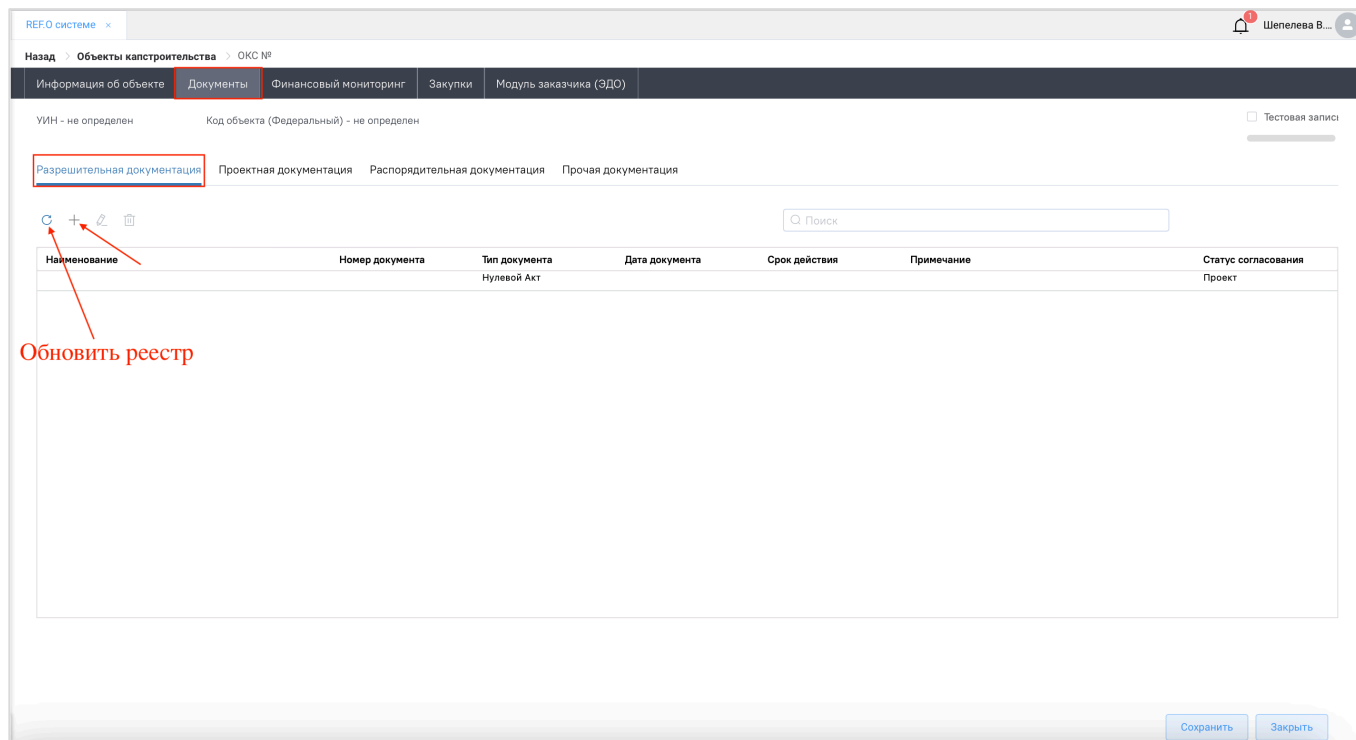 REF.О системе ×
1
Шепелева В....
Назад > Объекты капстроительства > ОКС №
Информация об объекте Документы Финансовый мониторинг Закупки Модуль заказчика (ЭДО)
УИН - не определен Код объекта (Федеральный) - не определен Тестовая запись
Разрешительная документация Проектная документация Распорядительная документация Прочая документация
Поиск
Наименование Номер документа Тип документа Дата документа Срок действия Примечание Статус согласования
Нулевой Акт Проект
Обновить реестр
Сохранить Закрыть